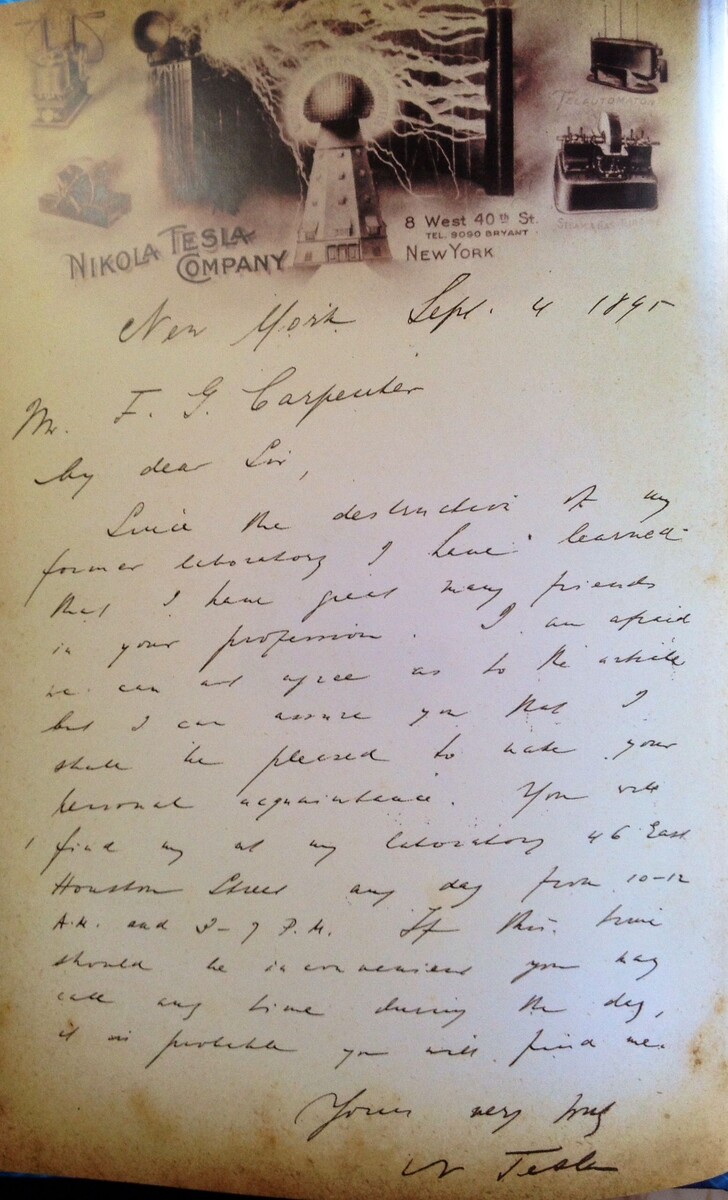 TELAUTOMATON
NIKOLA TESLA
COMPANY
8 West 40th St.
TEL. 9090 BRYANT
NEW YORK
New York Sept. 4 1895
Mr. F. G. Carpenter
My dear Sir,
Since the destruction of my
former laboratory I have learned
that I have great many friends
in your profession. I am afraid
we can not agree as to the article
but I can assure you that I
shall be pleased to make your
personal acquaintance. You will
find my at my laboratory 46 East
Houston Street any day from 10-12
A.M. and P.M. If this time
should be inconvenient you may
call any time during the day,
it is probable you will find me.
Yours very truly
N Tesla